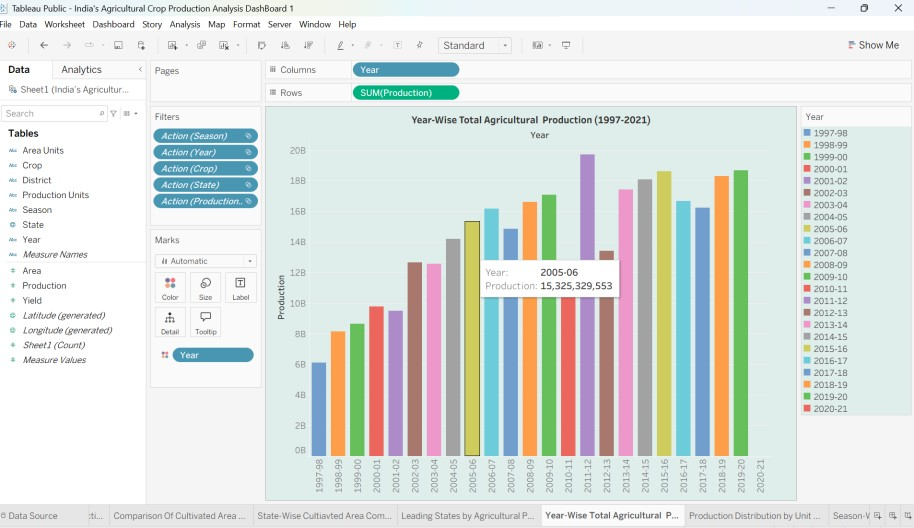 Tableau Public - India's Agricultural Crop Production Analysis DashBoard 1
File Data Worksheet Dashboard Story Analysis Map Format Server Window Help
Standard
Show Me
Data Analytics
Sheet1 (India's Agricultur...
Search
Tables
Abc Area Units
Abc Crop
Abc District
Abc Production Units
Abc Season
State
Abc Year
Abc Measure Names
# Area
# Production
# Yield
Latitude (generated)
Longitude (generated)
# Sheet1 (Count)
# Measure Values
Pages
Filters
Action (Season)
Action (Year)
Action (Crop)
Action (State)
Action (Production..
Marks
Automatic
Color Size Label
Detail Tooltip
Year
Columns Year
Rows SUM(Production)
Year-Wise Total Agricultural Production (1997-2021)
Year
Production
20B
18B
16B
14B
12B
8B
6B
4B
2B
0B
Year: 2005-06
Production: 15,325,329,553
1997-98
1998-99
1999-00
2000-01
2001-02
2002-03
2003-04
2004-05
2005-06
2006-07
2007-08
2008-09
2009-10
2010-11
2011-12
2012-13
2013-14
2014-15
2015-16
2016-17
2017-18
2018-19
2019-20
2020-21
Year
1997-98
1998-99
1999-00
2000-01
2001-02
2002-03
2003-04
2004-05
2005-06
2006-07
2007-08
2008-09
2009-10
2010-11
2011-12
2012-13
2013-14
2014-15
2015-16
2016-17
2017-18
2018-19
2019-20
2020-21
Data Source
Comparison Of Cultivated Area ...
State-Wise Cultiavted Area Com...
Leading States by Agricultural P...
Year-Wise Total Agricultural P...
Production Distribution by Unit ...
Season-W